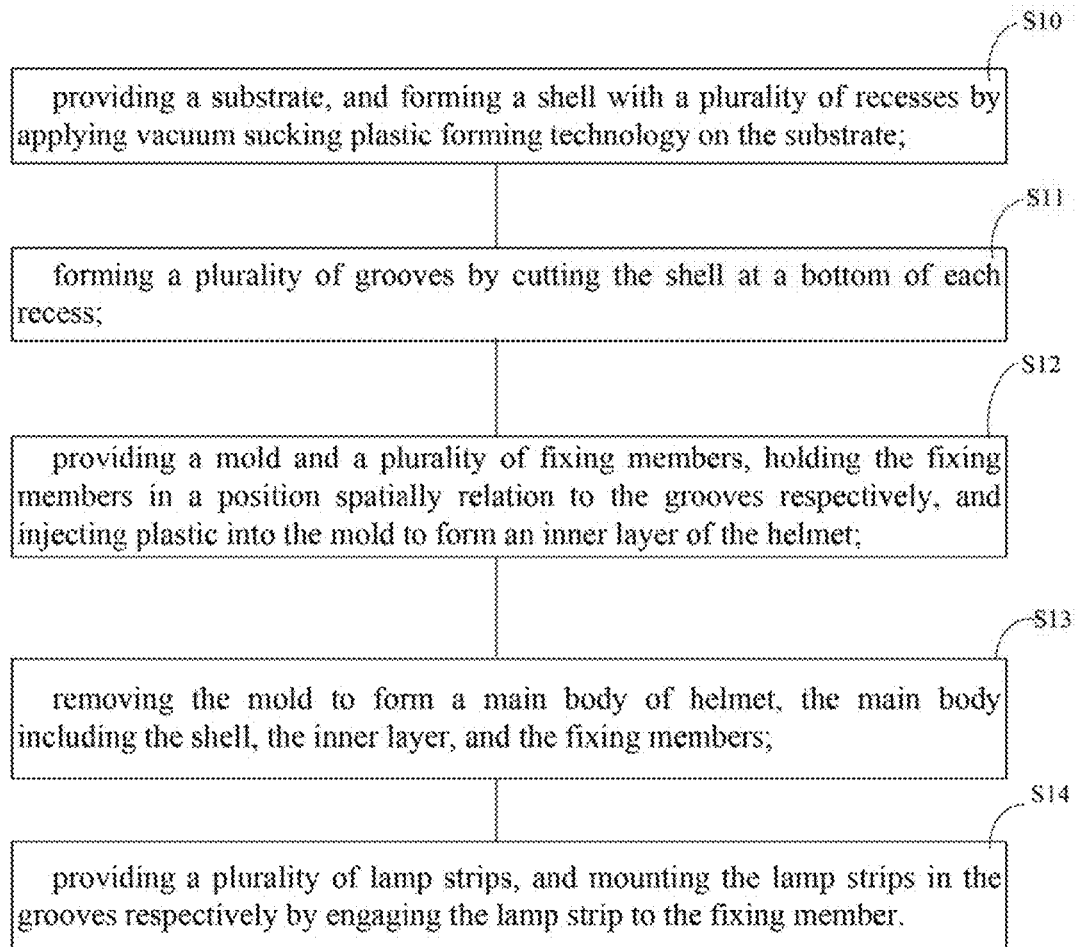 S10
providing a substrate, and forming a shell with a plurality of recesses by
applying vacuum sucking plastic forming technology on the substrate;
S11
forming a plurality of grooves by cutting the shell at a bottom of each
recess;
S12
providing a mold and a plurality of fixing members, holding the fixing
members in a position spatially relation to the grooves respectively, and
injecting plastic into the mold to form an inner layer of the helmet;
S13
removing the mold to form a main body of helmet, the main body
including the shell, the inner layer, and the fixing members;
S14
providing a plurality of lamp strips, and mounting the lamp strips in the
grooves respectively by engaging the lamp strip to the fixing member.